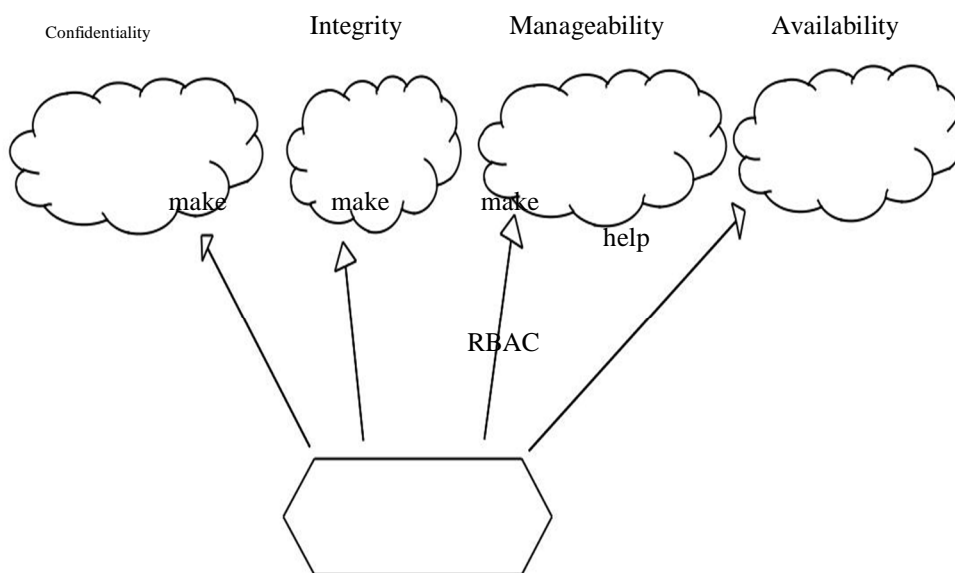 Confidentiality
Integrity
Manageability
Availability
make
make
make
help
RBAC